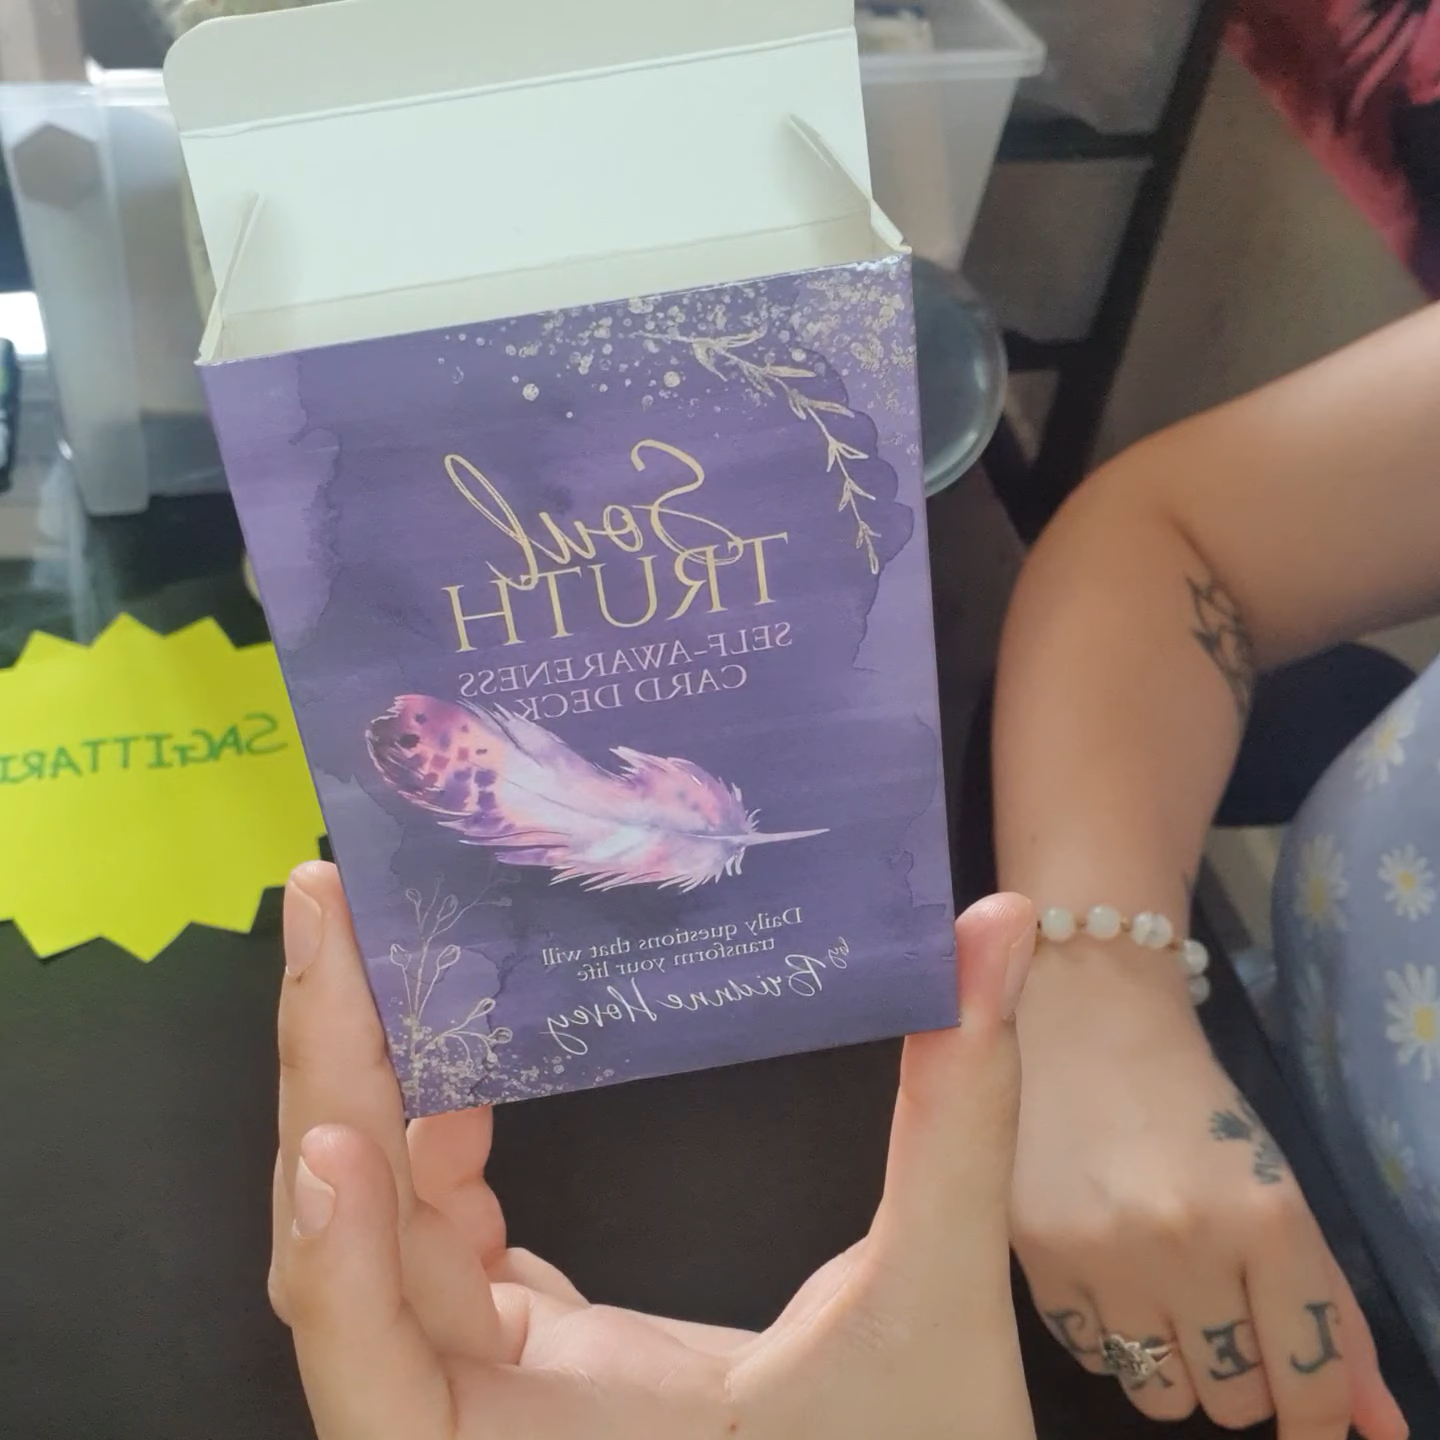 Soul
TRUTH
SELF-AWARENESS
CARD DECK
Daily questions that will
transform your life
by Brianne Hovey
SAGITTARI